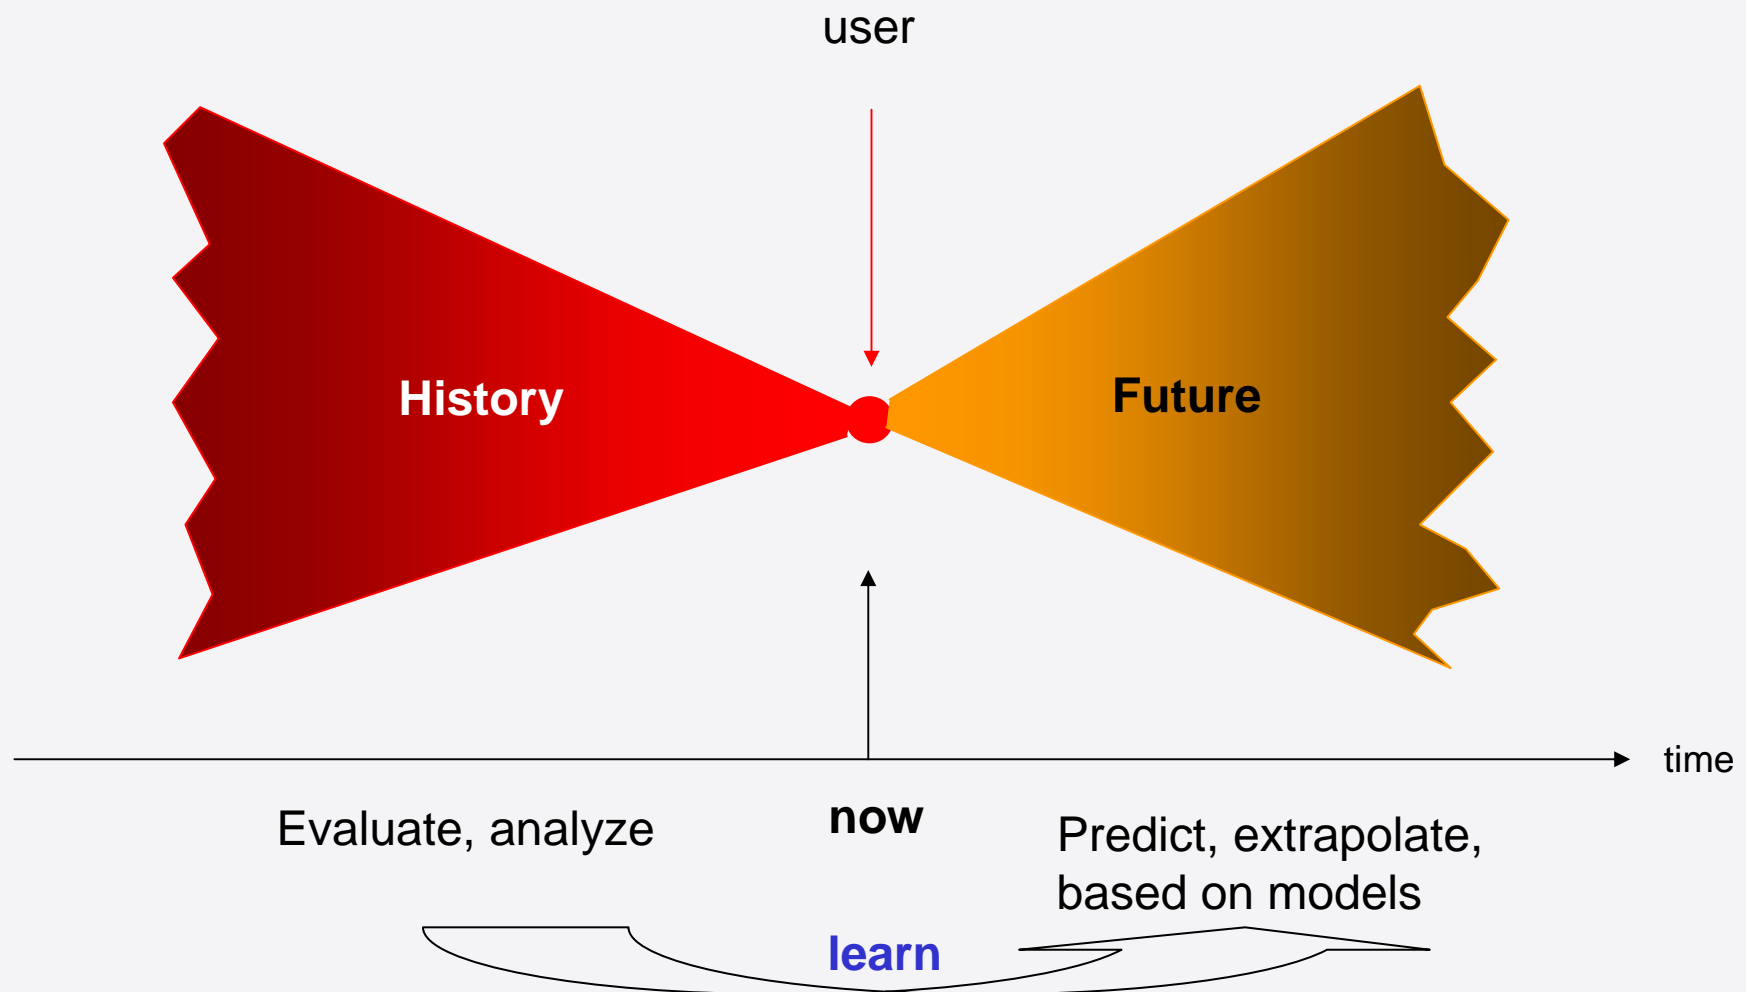 user
History
Future
time
Evaluate, analyze
now
Predict, extrapolate,
based on models
learn